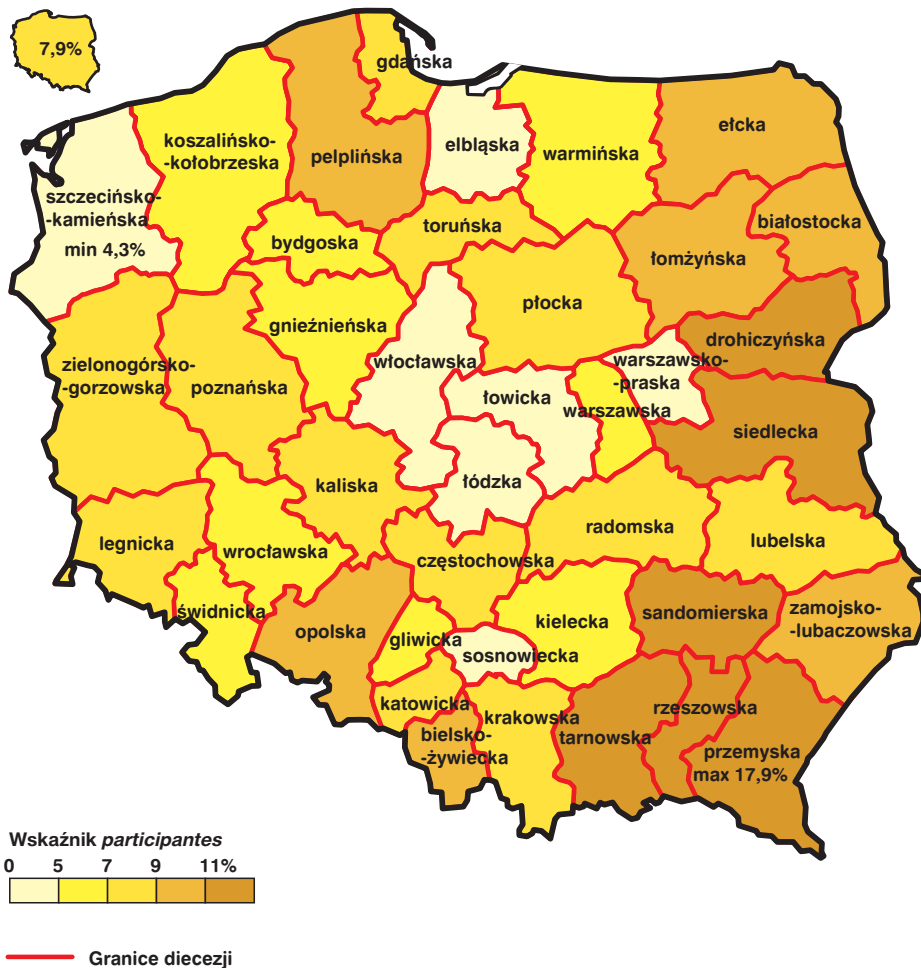 7,9%
gdańska
ełcka
koszalińsko-
-kołobrzeska
pelplińska
elbląska
warmińska
szczecińsko-
-kamieńska
min 4,3%
białostocka
bydgoska
toruńska
łomżyńska
płocka
gnieźnieńska
drohiczyńska
włocławska
warszawsko-
-praska
zielonogórsko-
-gorzowska
poznańska
łowicka
warszawska
siedlecka
kaliska
łódzka
radomska
legnicka
wrocławska
częstochowska
lubelska
świdnicka
opolska
gliwicka
kielecka
sandomierska
zamojsko-
-lubaczowska
sosnowiecka
katowicka
krakowska
rzeszowska
bielsko-
-żywiecka
tarnowska
przemyska
max 17,9%
Wskaźnik participantes
0 5 7 9 11%
Granice diecezji